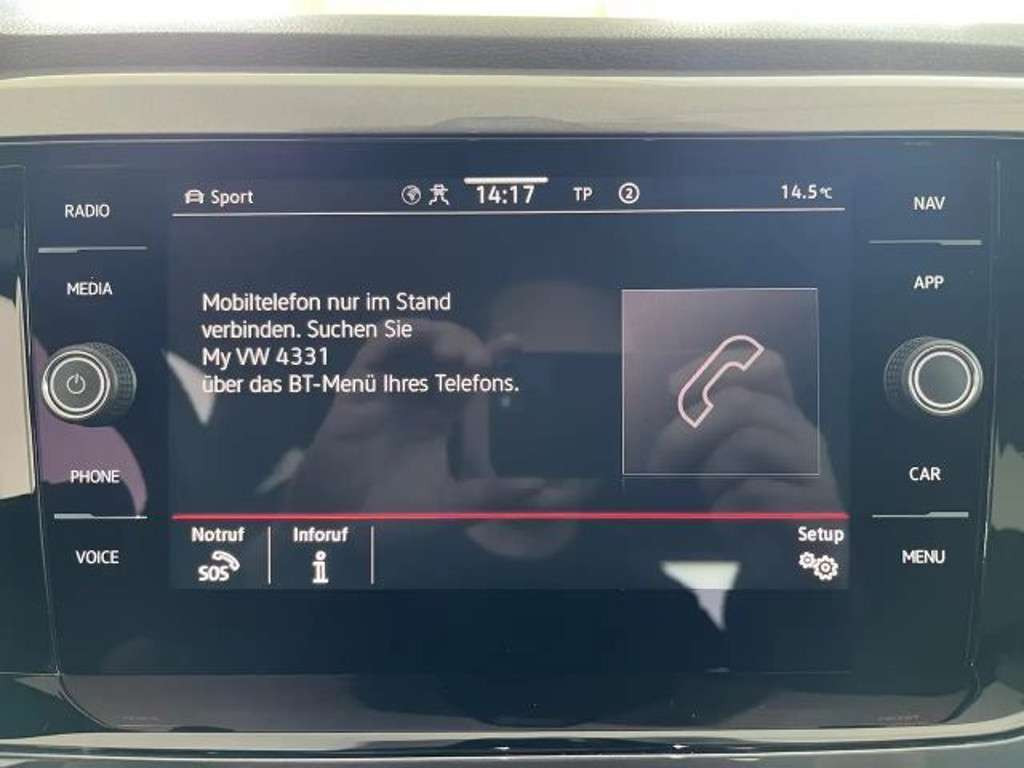 RADIO
MEDIA
PHONE
VOICE
Sport
14:17
TP
2
14.5°C
Mobiltelefon nur im Stand
verbinden. Suchen Sie
My VW 4331
über das BT-Menü Ihres Telefons.
Notruf
SOS
Inforuf
i
Setup
NAV
APP
CAR
MENU